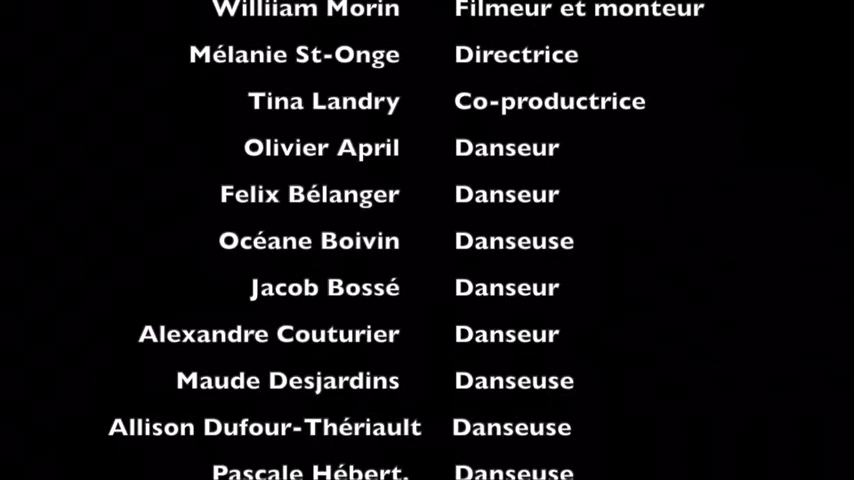 Williiam Morin Filmeur et monteur
Mélanie St-Onge Directrice
Tina Landry Co-productrice
Olivier April Danseur
Felix Bélanger Danseur
Océane Boivin Danseuse
Jacob Bossé Danseur
Alexandre Couturier Danseur
Maude Desjardins Danseuse
Allison Dufour-Thériault Danseuse
Pascale Hébert. Danseuse